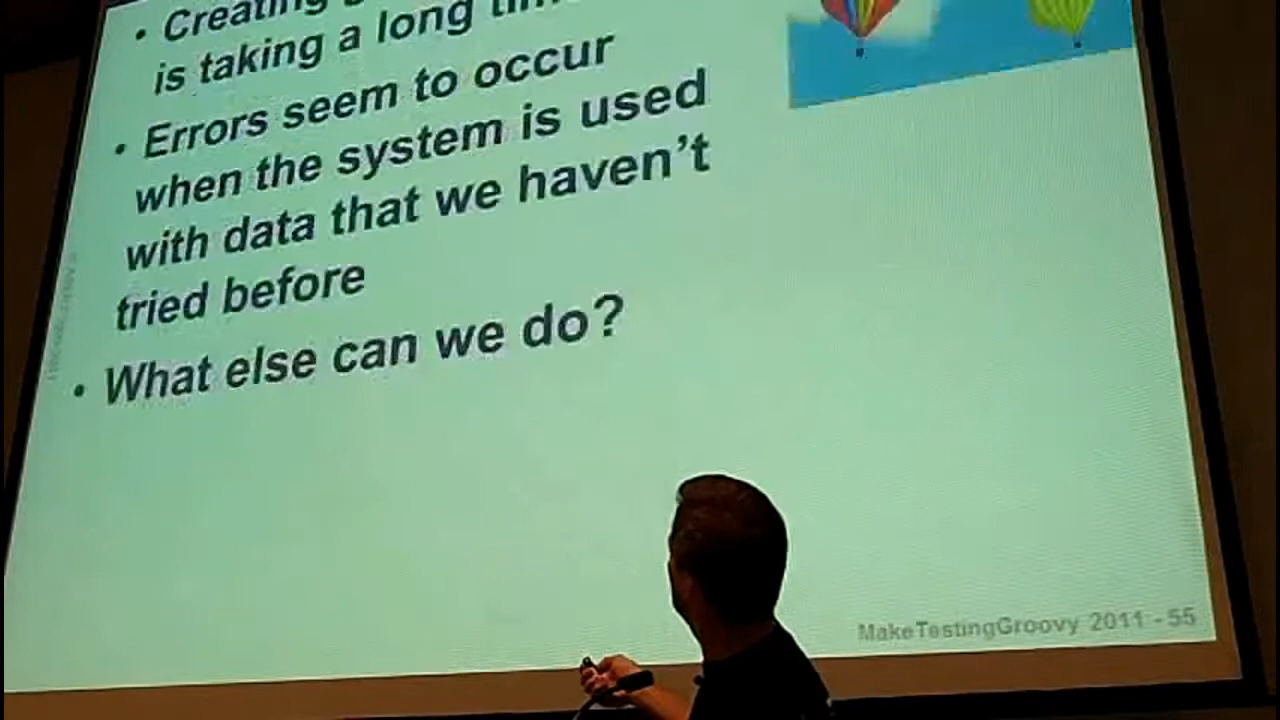 • Creating
is taking a long
• Errors seem to occur
when the system is used
with data that we haven't
tried before
• What else can we do?
MakeTestingGroovy 2011 - 55